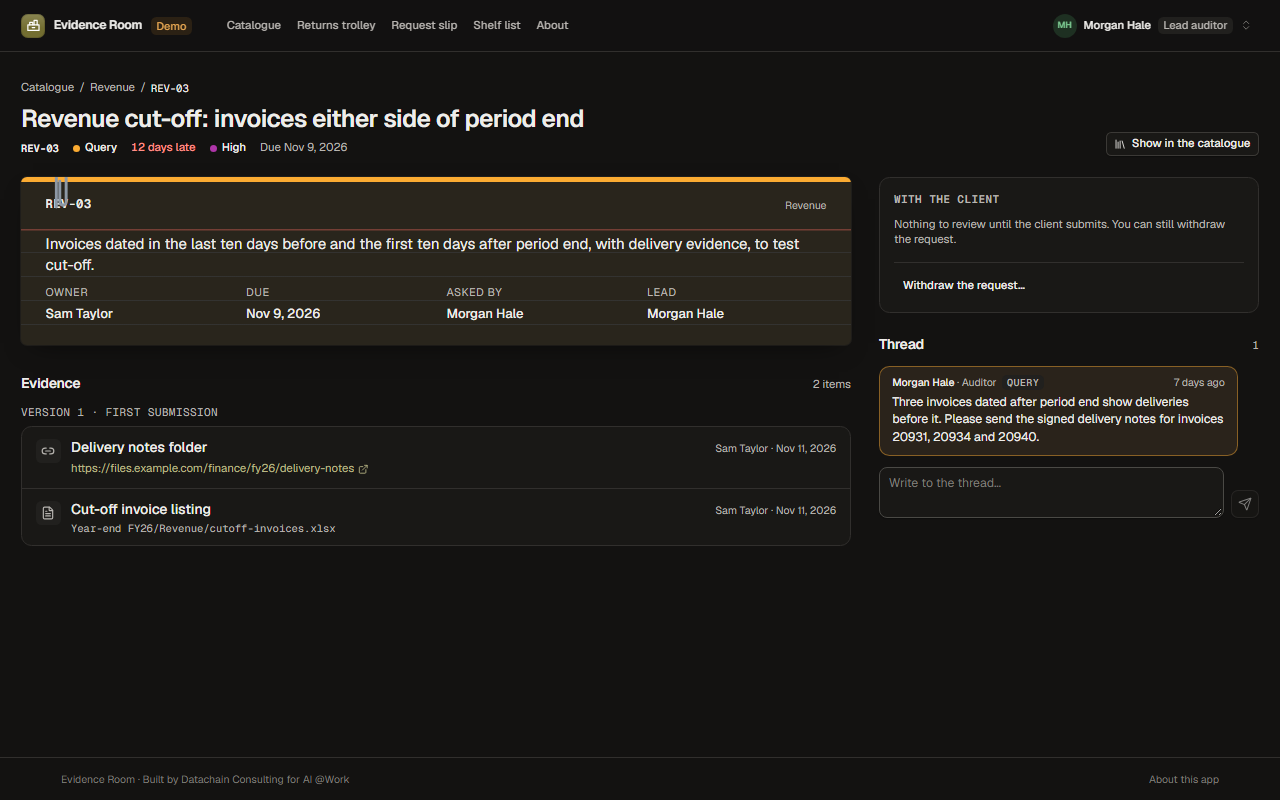 Evidence Room Demo Catalogue Returns trolley Request slip Shelf list About MH Morgan Hale Lead auditor
Catalogue / Revenue / REV-03
Revenue cut-off: invoices either side of period end
REV-03 Query 12 days late High Due Nov 9, 2026
Show in the catalogue
REV-03 Revenue
Invoices dated in the last ten days before and the first ten days after period end, with delivery evidence, to test
cut-off.
OWNER DUE ASKED BY LEAD
Sam Taylor Nov 9, 2026 Morgan Hale Morgan Hale
Evidence 2 items
VERSION 1 · FIRST SUBMISSION
Delivery notes folder Sam Taylor · Nov 11, 2026
https://files.example.com/finance/fy26/delivery-notes
Cut-off invoice listing Sam Taylor · Nov 11, 2026
Year-end FY26/Revenue/cutoff-invoices.xlsx
WITH THE CLIENT
Nothing to review until the client submits. You can still withdraw
the request.
Withdraw the request…
Thread 1
Morgan Hale · Auditor QUERY 7 days ago
Three invoices dated after period end show deliveries
before it. Please send the signed delivery notes for invoices
20931, 20934 and 20940.
Write to the thread…
Evidence Room · Built by Datachain Consulting for AI @Work About this app